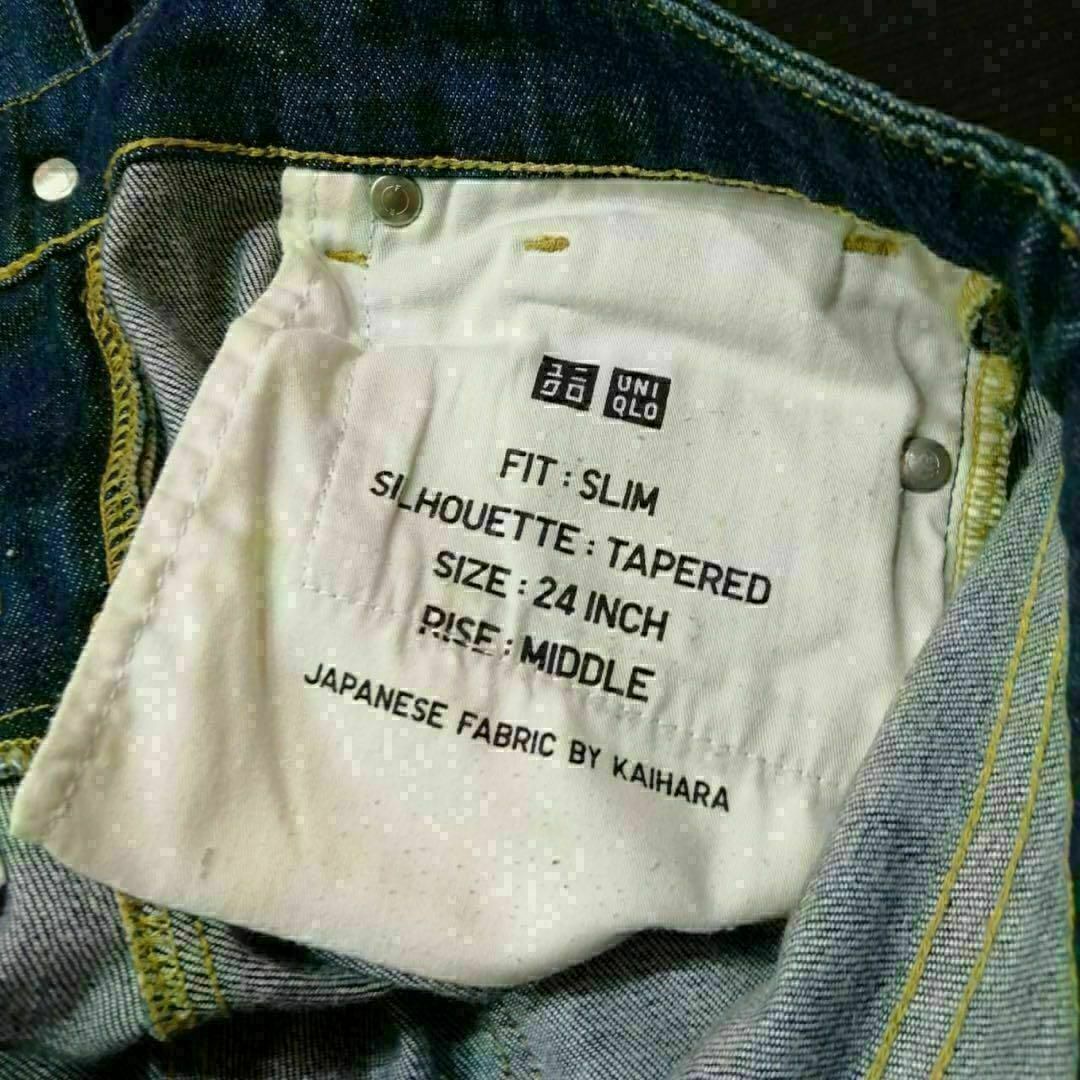 ユニ UNI
クロ QLO
FIT : SLIM
SILHOUETTE : TAPERED
SIZE : 24 INCH
RISE : MIDDLE
JAPANESE FABRIC BY KAIHARA